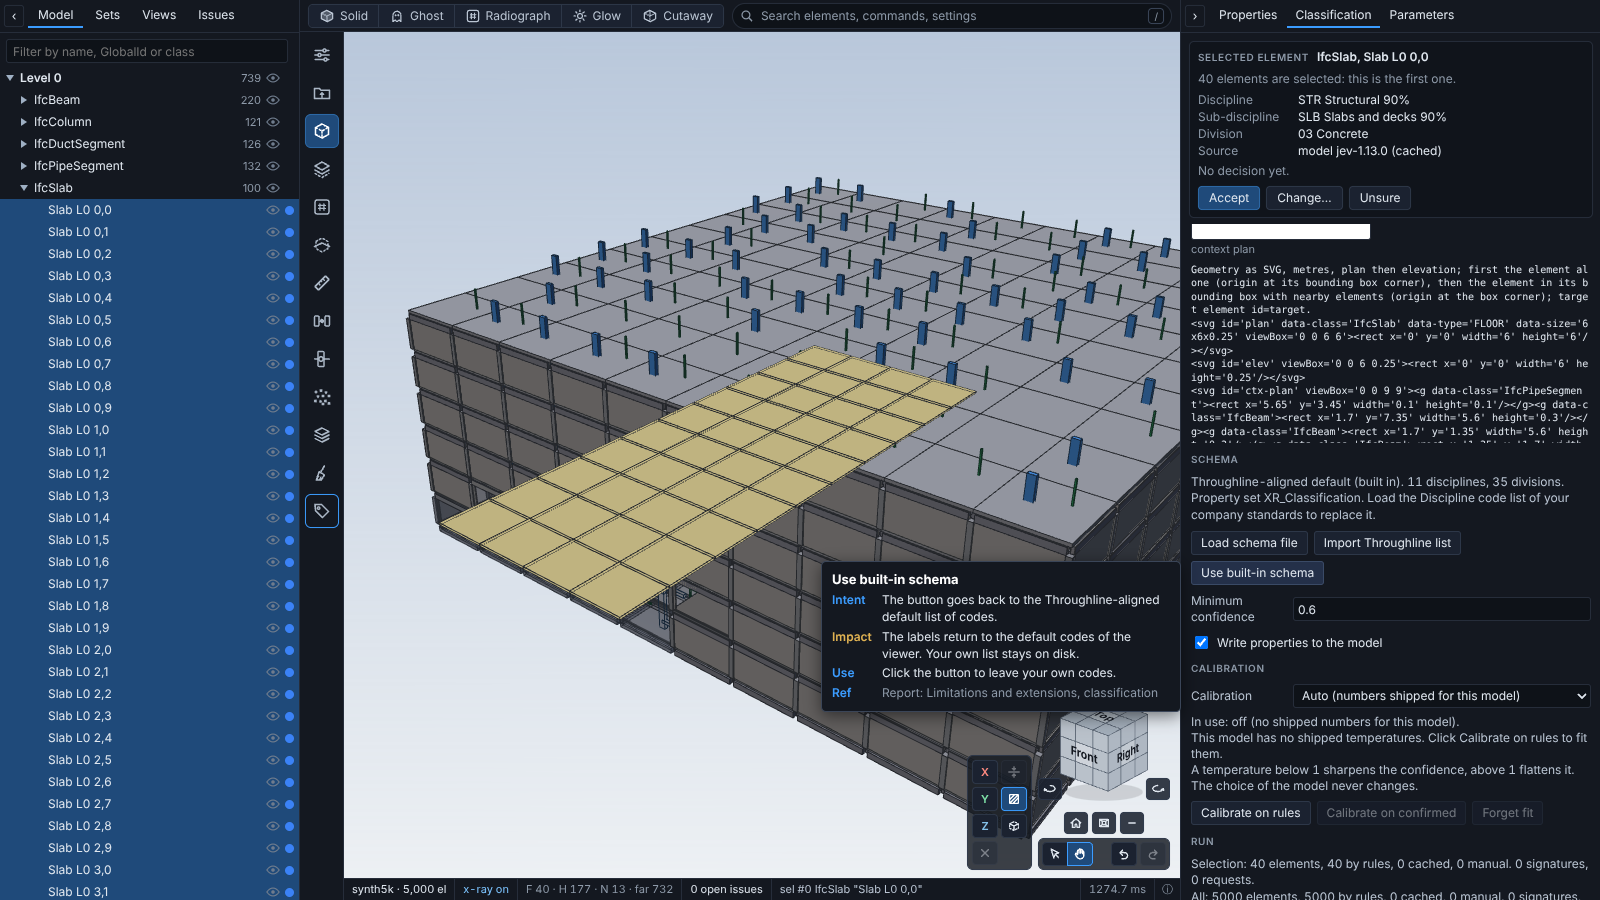 Model
Sets
Views
Issues
Filter by name, GlobalId or class
Level 0 739
IfcBeam 220
IfcColumn 121
IfcDuctSegment 126
IfcPipeSegment 132
IfcSlab 100
Slab L0 0,0
Slab L0 0,1
Slab L0 0,2
Slab L0 0,3
Slab L0 0,4
Slab L0 0,5
Slab L0 0,6
Slab L0 0,7
Slab L0 0,8
Slab L0 0,9
Slab L0 1,0
Slab L0 1,1
Slab L0 1,2
Slab L0 1,3
Slab L0 1,4
Slab L0 1,5
Slab L0 1,6
Slab L0 1,7
Slab L0 1,8
Slab L0 1,9
Slab L0 2,0
Slab L0 2,1
Slab L0 2,2
Slab L0 2,3
Slab L0 2,4
Slab L0 2,5
Slab L0 2,6
Slab L0 2,7
Slab L0 2,8
Slab L0 2,9
Slab L0 3,0
Slab L0 3,1
Solid
Ghost
Radiograph
Glow
Cutaway
Search elements, commands, settings /
Use built-in schema
Intent The button goes back to the Throughline-aligned
default list of codes.
Impact The labels return to the default codes of the
viewer. Your own list stays on disk.
Use Click the button to leave your own codes.
Ref Report: Limitations and extensions, classification
Top
Front
Right
X
Y
Z
synth5k · 5,000 el
x-ray on
F 40 · H 177 · N 13 · far 732
0 open issues
sel #0 IfcSlab "Slab L0 0,0"
1274.7 ms
Properties
Classification
Parameters
SELECTED ELEMENT IfcSlab, Slab L0 0,0
40 elements are selected: this is the first one.
Discipline STR Structural 90%
Sub-discipline SLB Slabs and decks 90%
Division 03 Concrete
Source model jev-1.13.0 (cached)
No decision yet.
Accept
Change...
Unsure
context plan
Geometry as SVG, metres, plan then elevation; first the element al
one (origin at its bounding box corner), then the element in its b
ounding box with nearby elements (origin at the box corner); targe
t element id=target.
<svg id='plan' data-class='IfcSlab' data-type='FLOOR' data-size='6
x6x0.25' viewBox='0 0 6 6'><rect x='0' y='0' width='6' height='6'/
></svg>
<svg id='elev' viewBox='0 0 6 0.25'><rect x='0' y='0' width='6' he
ight='0.25'/></svg>
<svg id='ctx-plan' viewBox='0 0 9 9'><g data-class='IfcPipeSegmen
t'><rect x='5.65' y='3.45' width='0.1' height='0.1'/></g><g data-c
lass='IfcBeam'><rect x='1.7' y='7.35' width='5.6' height='0.3'/></
g><g data-class='IfcBeam'><rect x='1.7' y='1.35' width='5.6' heigh
SCHEMA
Throughline-aligned default (built in). 11 disciplines, 35 divisions.
Property set XR_Classification. Load the Discipline code list of your
company standards to replace it.
Load schema file
Import Throughline list
Use built-in schema
Minimum
confidence 0.6
Write properties to the model
CALIBRATION
Calibration Auto (numbers shipped for this model)
In use: off (no shipped numbers for this model).
This model has no shipped temperatures. Click Calibrate on rules to fit
them.
A temperature below 1 sharpens the confidence, above 1 flattens it.
The choice of the model never changes.
Calibrate on rules
Calibrate on confirmed
Forget fit
RUN
Selection: 40 elements, 40 by rules, 0 cached, 0 manual. 0 signatures,
0 requests.
All: 5000 elements, 5000 by rules, 0 cached, 0 manual. 0 signatures,